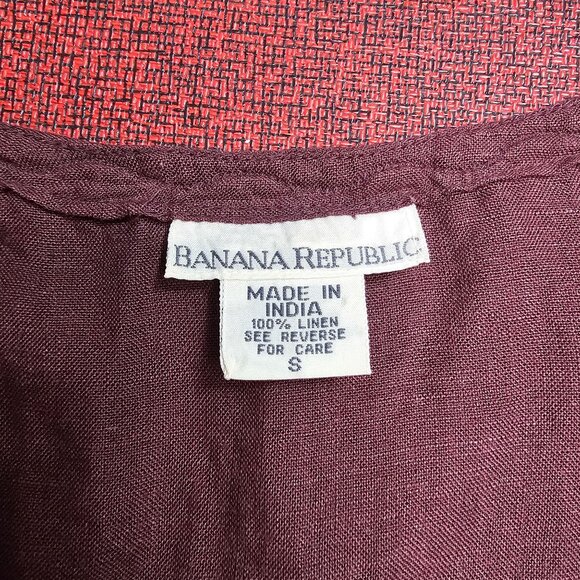 BANANA REPUBLIC
MADE IN
INDIA
100% LINEN
SEE REVERSE
FOR CARE
S